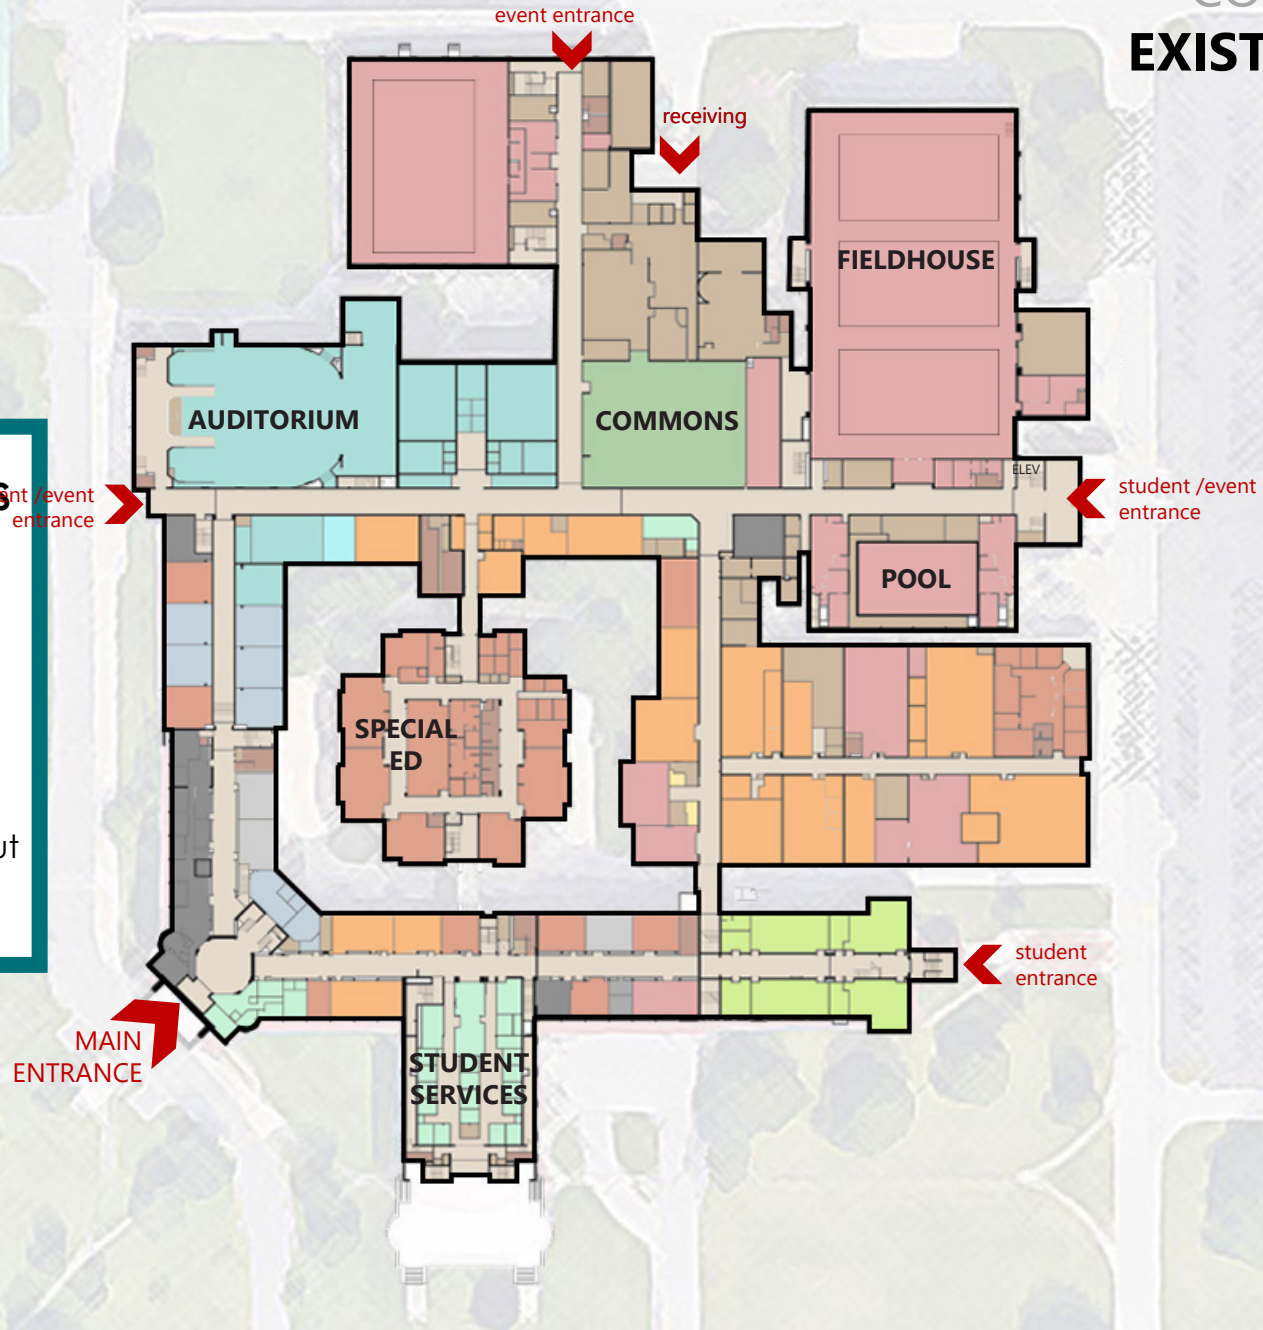 event entrance
EXIST
receiving
FIELDHOUSE
AUDITORIUM
COMMONS
ELEV
student /event
entrance
/event
entrance
POOL
SPECIAL
ED
student
entrance
MAIN
ENTRANCE
STUDENT
SERVICES